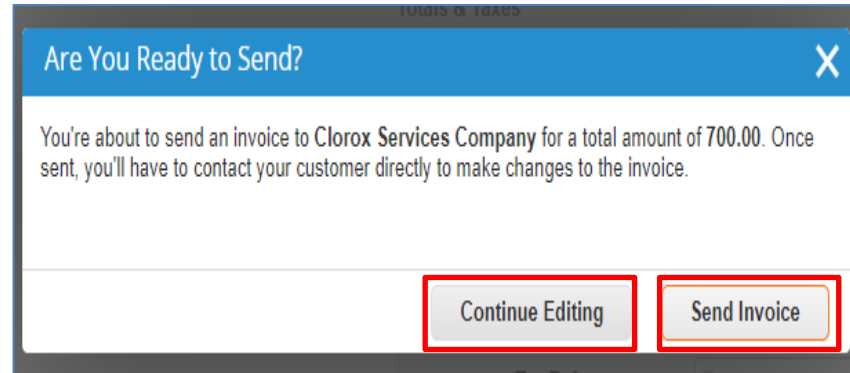 Totals & Taxes
Are You Ready to Send?
X
You're about to send an invoice to Clorox Services Company for a total amount of 700.00. Once
sent, you'll have to contact your customer directly to make changes to the invoice.
Continue Editing
Send Invoice